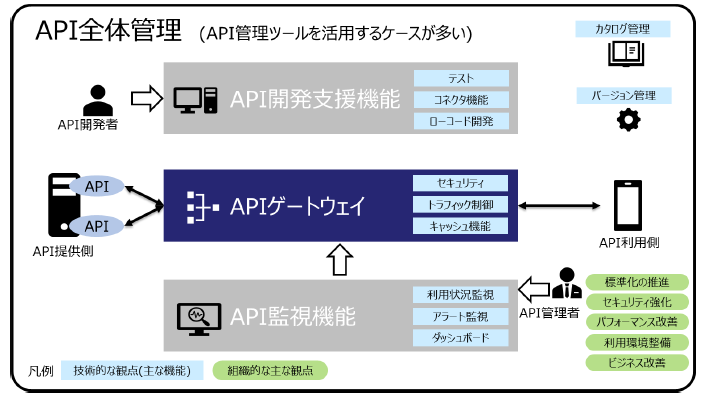 API全体管理 (API管理ツールを活用するケースが多い)
カタログ管理
バージョン管理
API開発者
API開発支援機能
テスト
コネクタ機能
ローコード開発
API
API
API提供側
APIゲートウェイ
セキュリティ
トラフィック制御
キャッシュ機能
API利用側
API監視機能
利用状況監視
アラート監視
ダッシュボード
API管理者
標準化の推進
セキュリティ強化
パフォーマンス改善
利用環境整備
ビジネス改善
凡例 技術的な観点(主な機能) 組織的な主な観点